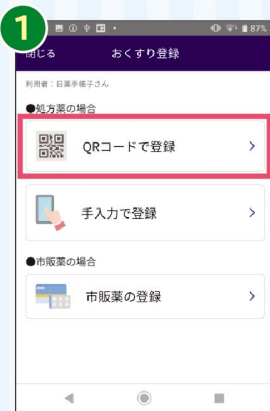 1
87%
閉じる おくすり登録
利用者：日薬手帳子さん
●処方薬の場合
QRコードで登録 >
手入力で登録 >
●市販薬の場合
市販薬の登録 >